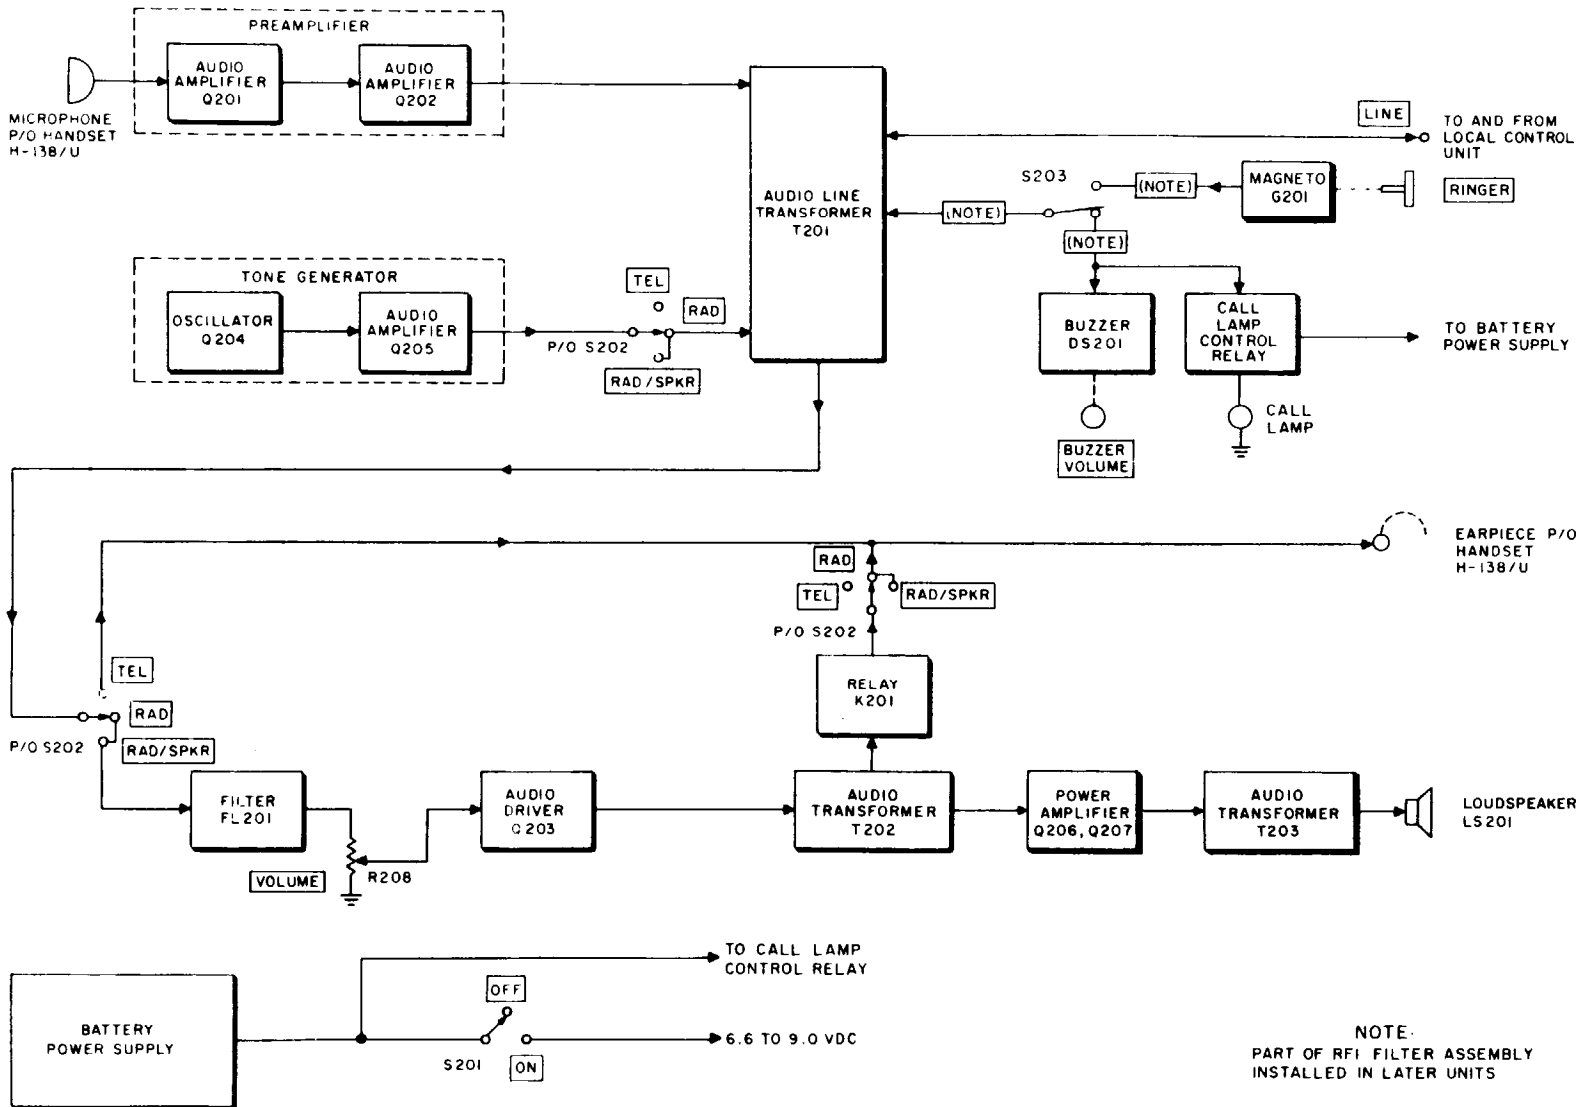 PREAMPLIFIER
AUDIO
AMPLIFIER
Q201
AUDIO
AMPLIFIER
Q202
MICROPHONE
P/O HANDSET
H-138/U
AUDIO LINE
TRANSFORMER
T201
LINE
TO AND FROM
LOCAL CONTROL
UNIT
S203
(NOTE)
MAGNETO
G201
RINGER
(NOTE)
(NOTE)
TONE GENERATOR
OSCILLATOR
Q204
AUDIO
AMPLIFIER
Q205
TEL
RAD
P/O S202
RAD/SPKR
BUZZER
DS201
CALL
LAMP
CONTROL
RELAY
TO BATTERY
POWER SUPPLY
BUZZER
VOLUME
CALL
LAMP
EARPIECE P/O
HANDSET
H-138/U
RAD
TEL
RAD/SPKR
P/O S202
RELAY
K201
TEL
RAD
P/O S202
RAD/SPKR
FILTER
FL201
VOLUME
R208
AUDIO
DRIVER
Q203
AUDIO
TRANSFORMER
T202
POWER
AMPLIFIER
Q206, Q207
AUDIO
TRANSFORMER
T203
LOUDSPEAKER
LS201
BATTERY
POWER SUPPLY
TO CALL LAMP
CONTROL RELAY
OFF
S201
ON
6.6 TO 9.0 VDC
NOTE:
PART OF RFI FILTER ASSEMBLY
INSTALLED IN LATER UNITS